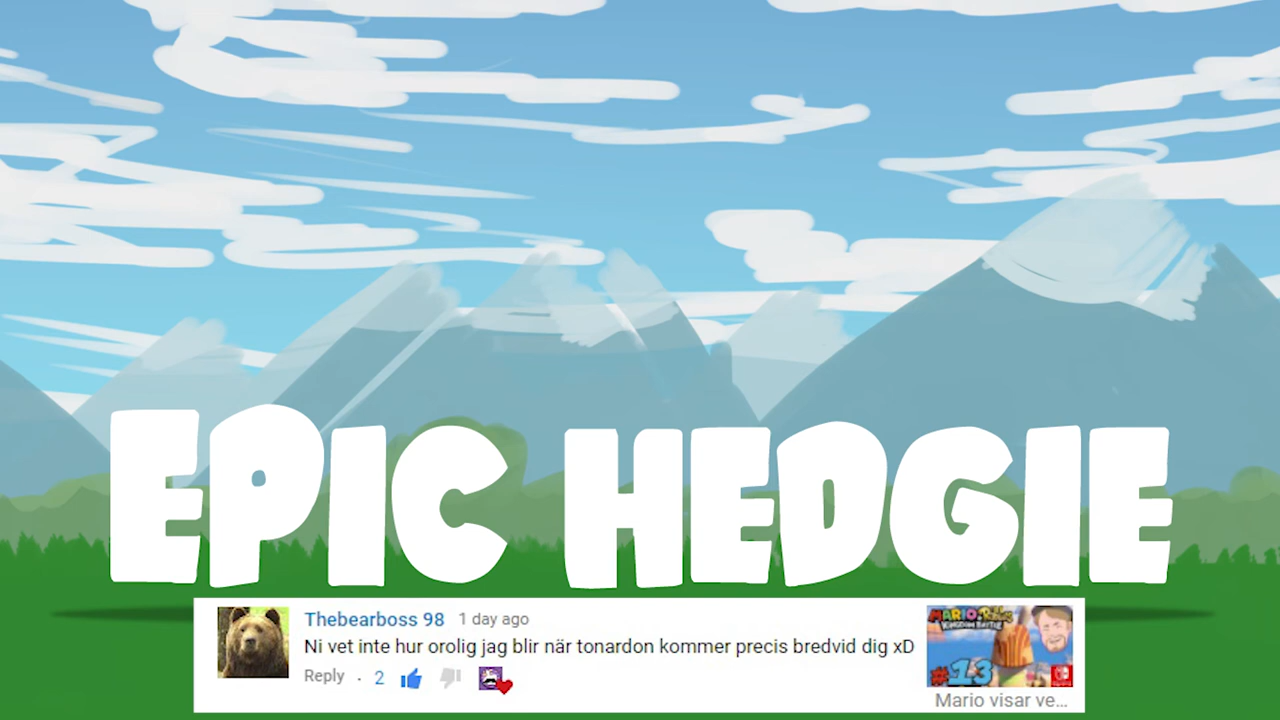 EPIC HEDGIE
Thebearboss 98 1 day ago
Ni vet inte hur orolig jag blir när tonardon kommer precis bredvid dig xD
Reply · 2
MARIO + Rabbids
KINGDOM BATTLE
#13
Mario visar ve...